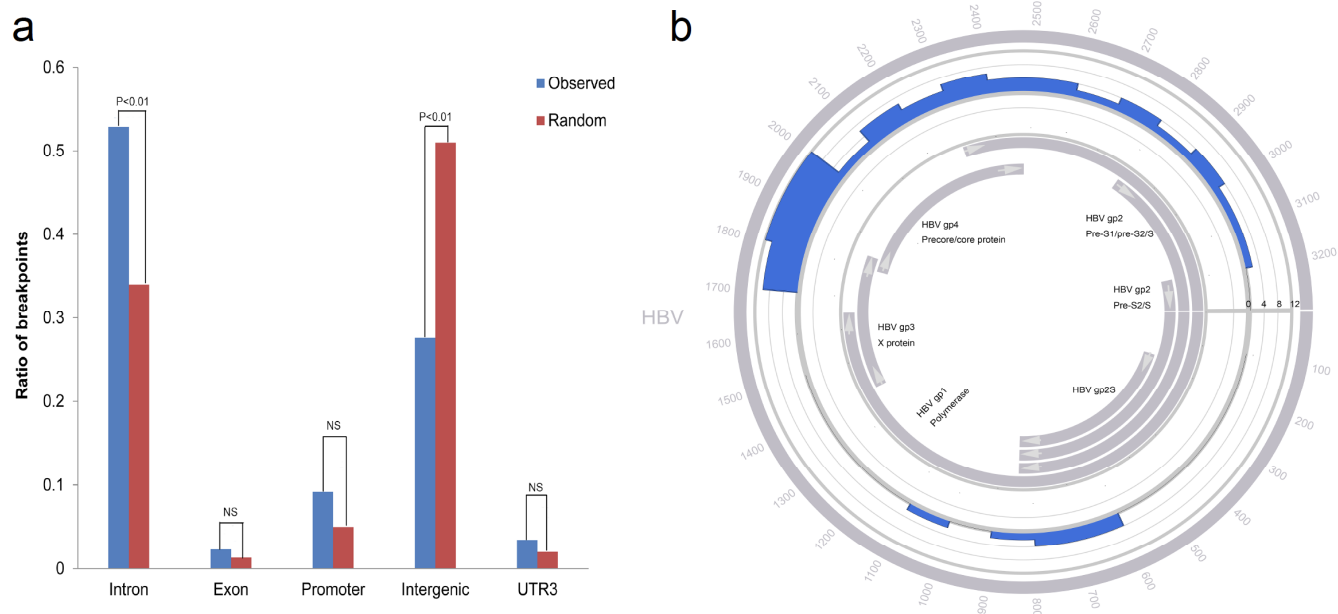 a
0.6
0.5
0.4
0.3
0.2
0.1
0
Ratio of breakpoints
P<0.01
NS
NS
P<0.01
NS
Observed
Random
Intron
Exon
Promoter
Intergenic
UTR3
b
HBV
2500
2600
2700
2800
2900
3000
3100
3200
100
200
300
400
500
600
700
800
900
1000
1100
1200
1300
1400
1500
1600
1700
1800
1900
2000
2100
2200
2300
2400
0 4 8 12
HBV gp4
Precore/core protein
HBV gp2
Pre-S1/pre-S2/S
HBV gp2
Pre-S2/S
HBV gp3
X protein
HBV gp1
Polymerase
HBV gp2S